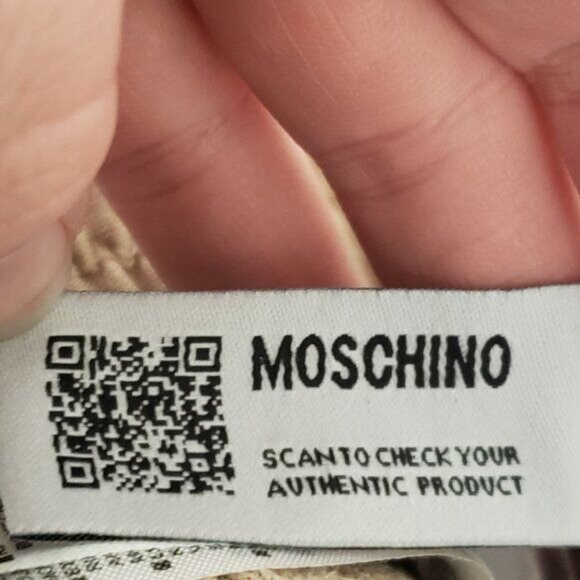 MOSCHINO
SCAN TO CHECK YOUR
AUTHENTIC PRODUCT